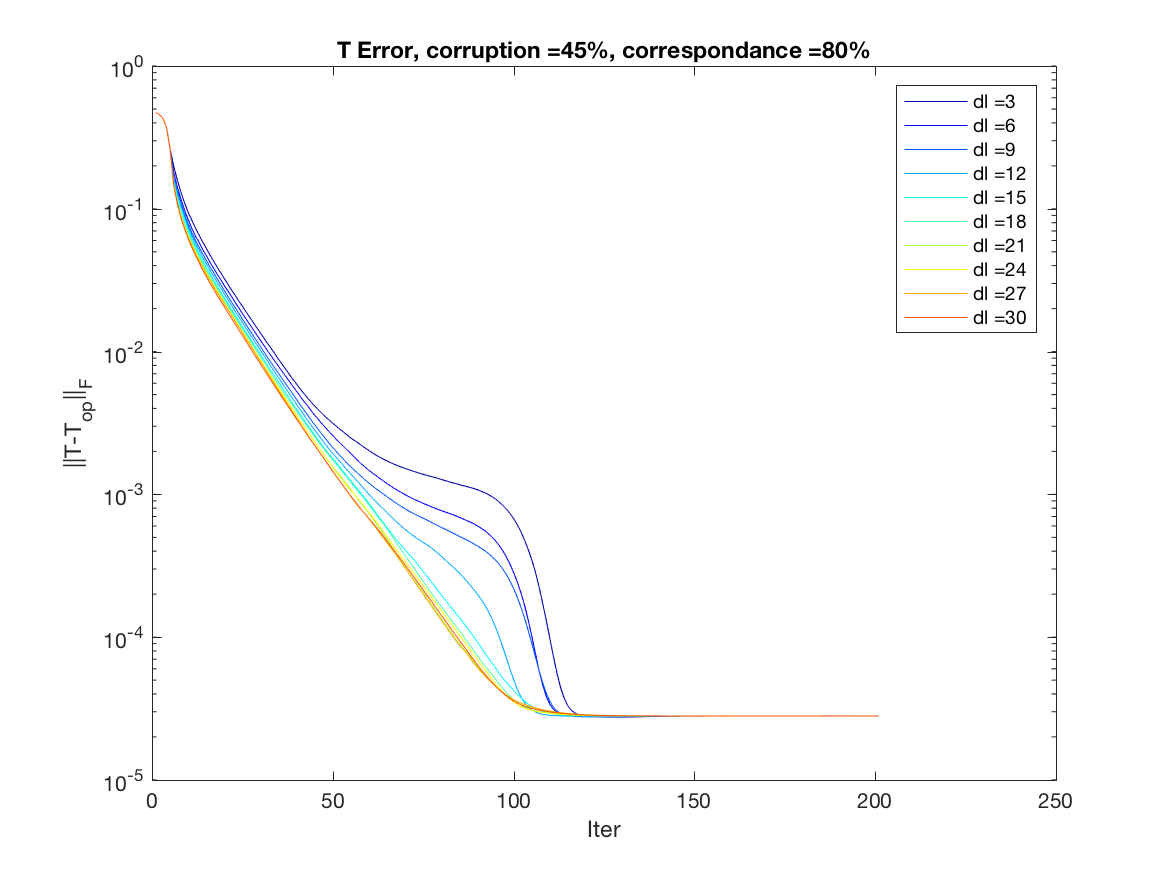 T Error, corruption =45%, correspondance =80%
10^0
10^-1
10^-2
10^-3
10^-4
10^-5
||T-T_op||_F
0 50 100 150 200 250
Iter
dl =3
dl =6
dl =9
dl =12
dl =15
dl =18
dl =21
dl =24
dl =27
dl =30